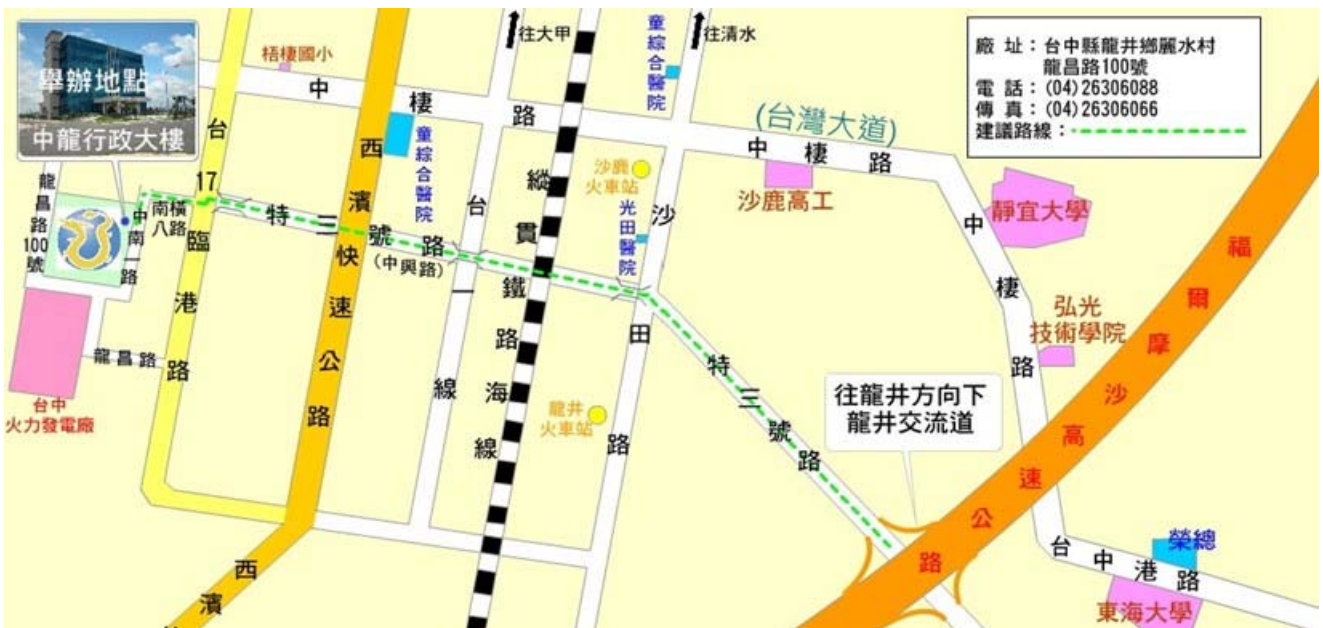 舉辦地點
中龍行政大樓
梧棲國小
往大甲
童綜合醫院
往清水
廠 址：台中縣龍井鄉麗水村
龍昌路100號
電 話：(04)26306088
傳 真：(04)26306066
建議路線：
中棲路
(台灣大道)
中棲路
沙鹿高工
靜宜大學
中棲路
弘光
技術學院
台17臨港路
西濱快速公路
童綜合醫院
台一線
縱貫鐵路海線
沙鹿
火車站
光田醫院
沙田路
龍昌路100號
中南一路
南橫
八路
特三號路
(中興路)
特三號路
龍昌路
台中
火力發電廠
龍井
火車站
往龍井方向下
龍井交流道
福爾摩沙高速公路
台中港路
榮總
東海大學
西濱